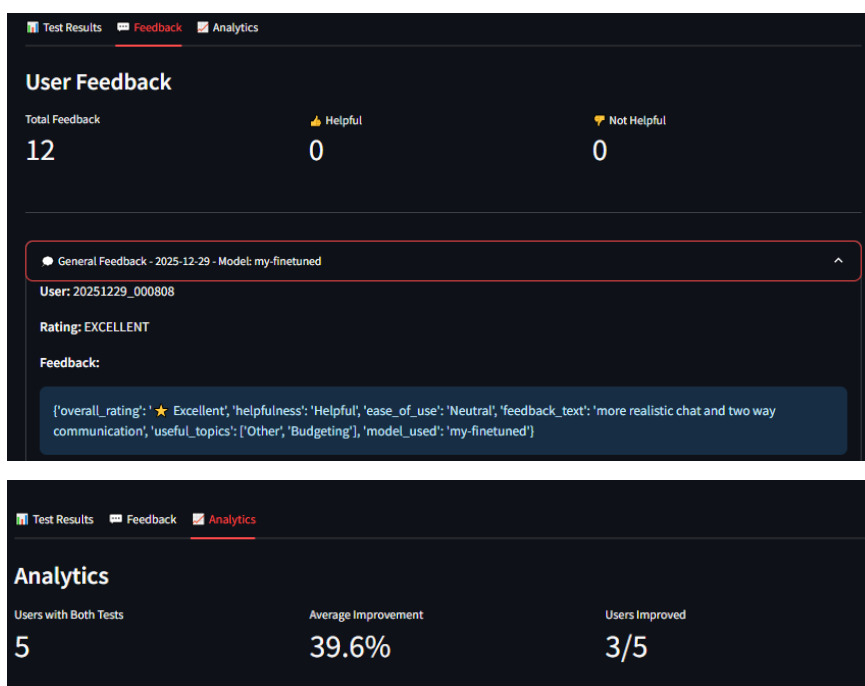 📊 Test Results 💬 Feedback 📈 Analytics
User Feedback
Total Feedback 👍 Helpful 👎 Not Helpful
12 0 0
💬 General Feedback - 2025-12-29 - Model: my-finetuned
User: 20251229_000808
Rating: EXCELLENT
Feedback:
{'overall_rating': '⭐ Excellent', 'helpfulness': 'Helpful', 'ease_of_use': 'Neutral', 'feedback_text': 'more realistic chat and two way
communication', 'useful_topics': ['Other', 'Budgeting'], 'model_used': 'my-finetuned'}
📊 Test Results 💬 Feedback 📈 Analytics
Analytics
Users with Both Tests Average Improvement Users Improved
5 39.6% 3/5